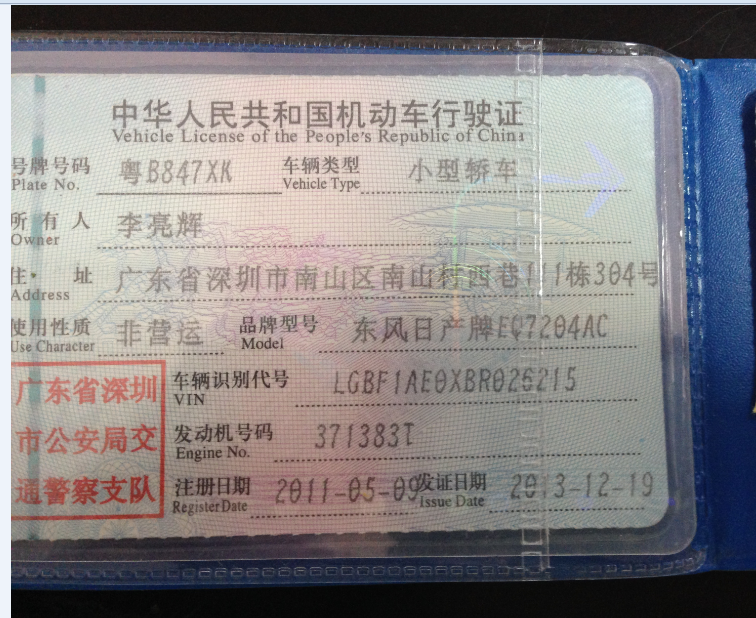 中华人民共和国机动车行驶证
Vehicle License of the People's Republic of China
号牌号码 粤B847XK 车辆类型 小型轿车
Plate No. Vehicle Type
所有人 李亮辉
Owner
住址 广东省深圳市南山区南山村西巷111栋304号
Address
使用性质 非营运 品牌型号 东风日产牌EQ7204AC
Use Character Model
广东省深圳
市公安局交
通警察支队
车辆识别代号 LGBF1AE0XBR026215
VIN
发动机号码 371383T
Engine No.
注册日期 2011-05-09 发证日期 2013-12-19
Register Date Issue Date